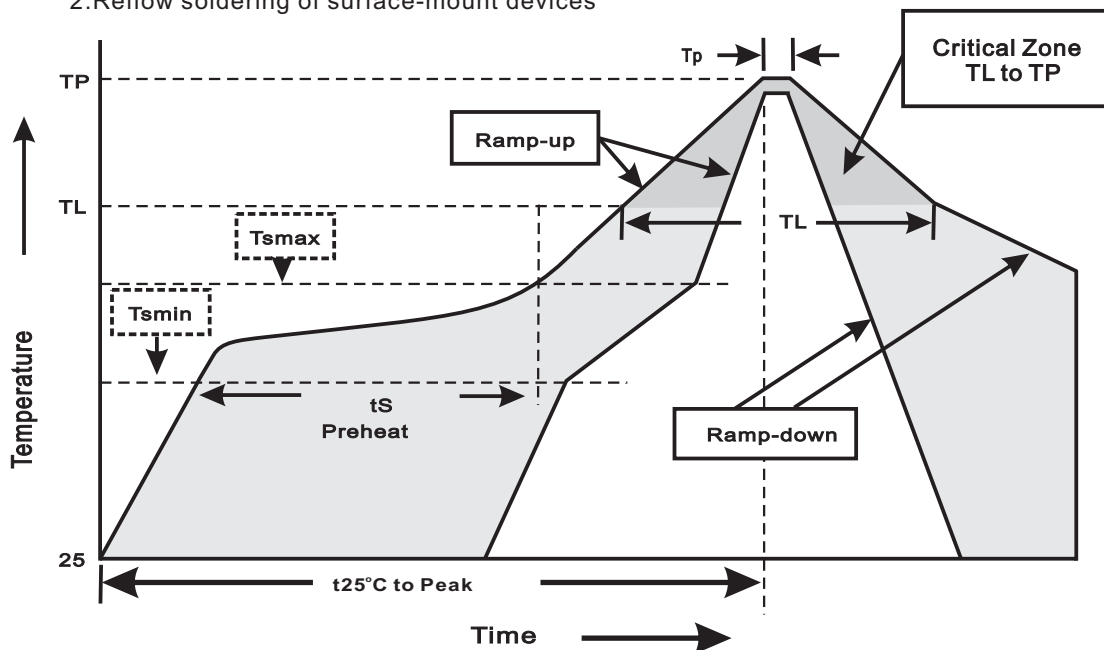 2.Reflow soldering of surface-mount devices
Tp
Critical Zone
TL to TP
TP
Ramp-up
TL
TL
Tsmax
Tsmin
Temperature
tS
Preheat
Ramp-down
25
t25°C to Peak
Time